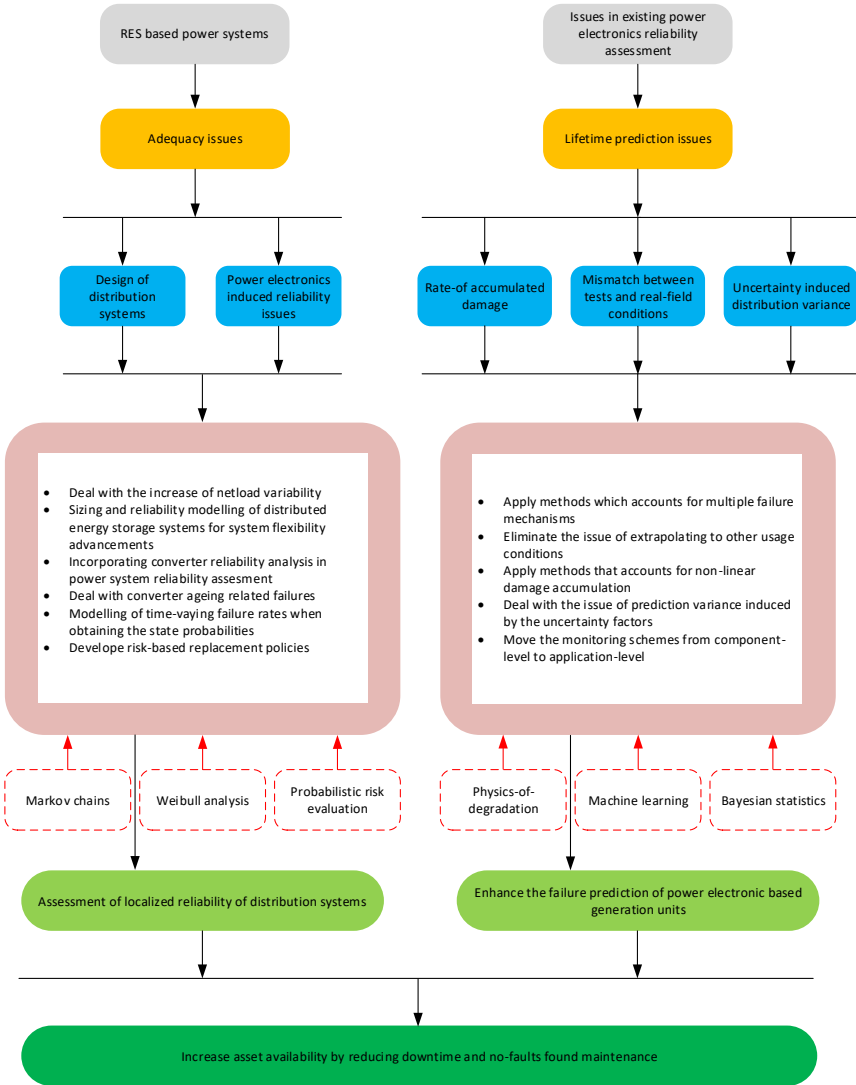 RES based power systems
Issues in existing power
electronics reliability
assessment
Adequacy issues
Lifetime prediction issues
Design of
distribution
systems
Power electronics
induced reliability
issues
Rate-of accumulated
damage
Mismatch between
tests and real-field
conditions
Uncertainty induced
distribution variance
• Deal with the increase of netload variability
• Sizing and reliability modelling of distributed
energy storage systems for system flexibility
advancements
• Incorporating converter reliability analysis in
power system reliability assesment
• Deal with converter ageing related failures
• Modelling of time-vaying failure rates when
obtaining the state probabilities
• Develope risk-based replacement policies
• Apply methods which accounts for multiple failure
mechanisms
• Eliminate the issue of extrapolating to other usage
conditions
• Apply methods that accounts for non-linear
damage accumulation
• Deal with the issue of prediction variance induced
by the uncertainty factors
• Move the monitoring schemes from component-
level to application-level
Markov chains
Weibull analysis
Probabilistic risk
evaluation
Physics-of-
degradation
Machine learning
Bayesian statistics
Assessment of localized reliability of distribution systems
Enhance the failure prediction of power electronic based
generation units
Increase asset availability by reducing downtime and no-faults found maintenance